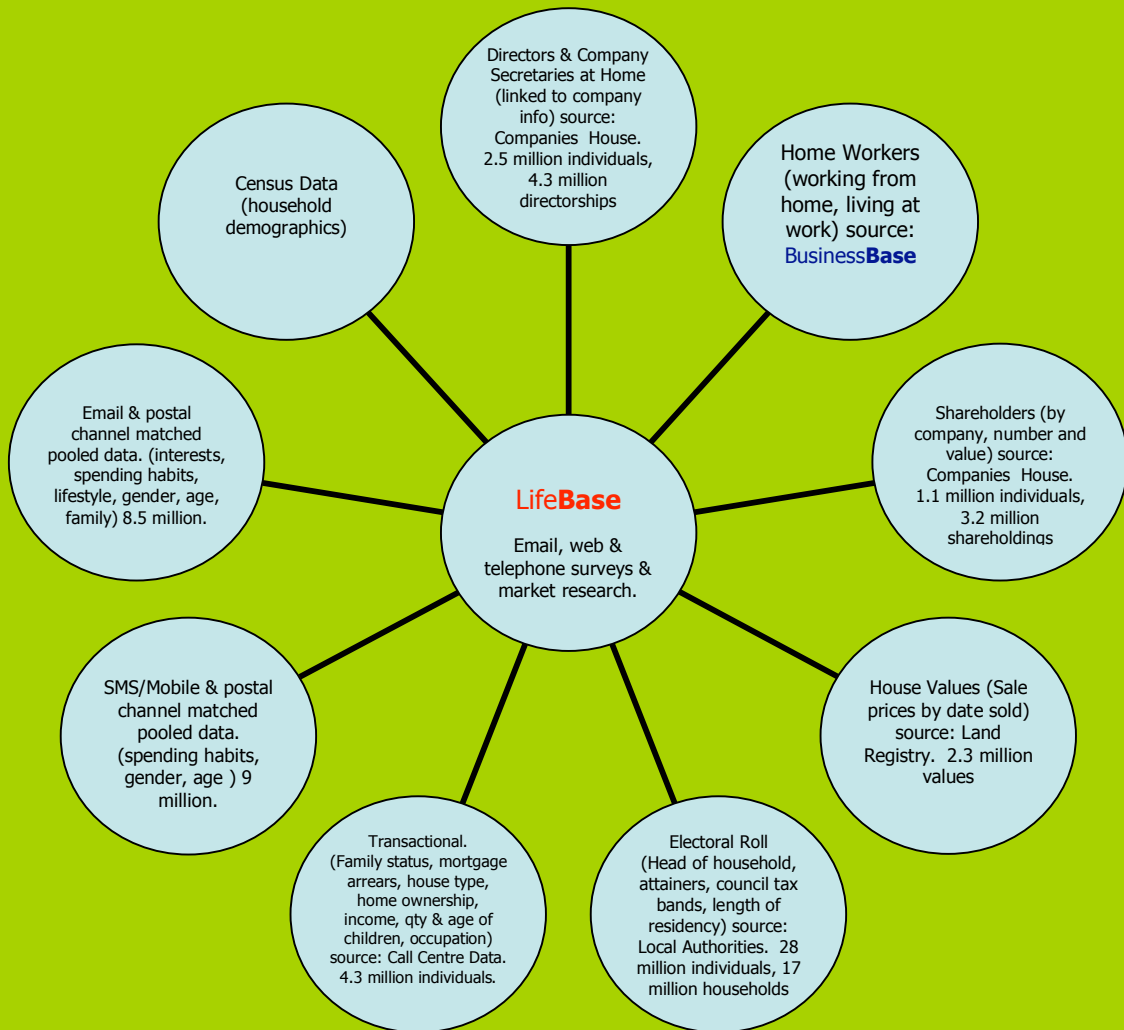 Directors & Company
Secretaries at Home
(linked to company
info) source:
Companies House.
2.5 million individuals,
4.3 million
directorships
Home Workers
(working from
home, living at
work) source:
BusinessBase
Census Data
(household
demographics)
Email & postal
channel matched
pooled data. (interests,
spending habits,
lifestyle, gender, age,
family) 8.5 million.
Shareholders (by
company, number and
value) source:
Companies House.
1.1 million individuals,
3.2 million
shareholdings
LifeBase
Email, web &
telephone surveys &
market research.
SMS/Mobile & postal
channel matched
pooled data.
(spending habits,
gender, age ) 9
million.
House Values (Sale
prices by date sold)
source: Land
Registry. 2.3 million
values
Transactional.
(Family status, mortgage
arrears, house type,
home ownership,
income, qty & age of
children, occupation)
source: Call Centre Data.
4.3 million individuals.
Electoral Roll
(Head of household,
attainers, council tax
bands, length of
residency) source:
Local Authorities. 28
million individuals, 17
million households